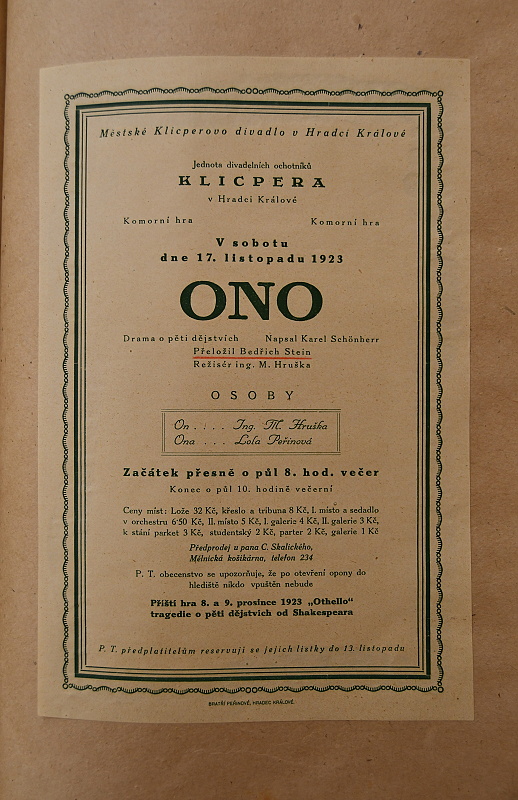 Městské Klicperovo divadlo v Hradci Králové
Jednota divadelních ochotníků
KLICPERA
v Hradci Králové
Komorní hra Komorní hra
V sobotu
dne 17. listopadu 1923
ONO
Drama o pěti dějstvích Napsal Karel Schönherr
Přeložil Bedřich Stein
Režisér ing. M. Hruška
OSOBY
On . . . . Ing. M. Hruška
Ona . . . Lola Peřinová
Začátek přesně o půl 8. hod. večer
Konec o půl 10. hodině večerní
Ceny míst: Lože 32 Kč, křeslo a tribuna 8 Kč, I. místo a sedadlo
v orchestru 6·50 Kč, II. místo 5 Kč, I. galerie 4 Kč, II. galerie 3 Kč,
k stání parket 3 Kč, studentský 2 Kč, parter 2 Kč, galerie 1 Kč
Předprodej u pana C. Skalického,
Mělnická košikárna, telefon 234
P. T. obecenstvo se upozorňuje, že po otevření opony do
hlediště nikdo vpuštěn nebude
Příští hra 8. a 9. prosince 1923 „Othello“
tragedie o pěti dějstvích od Shakespeara
P. T. předplatitelům reservují se jejich lístky do 13. listopadu
BRATŘI PEŘINOVÉ, HRADEC KRÁLOVÉ